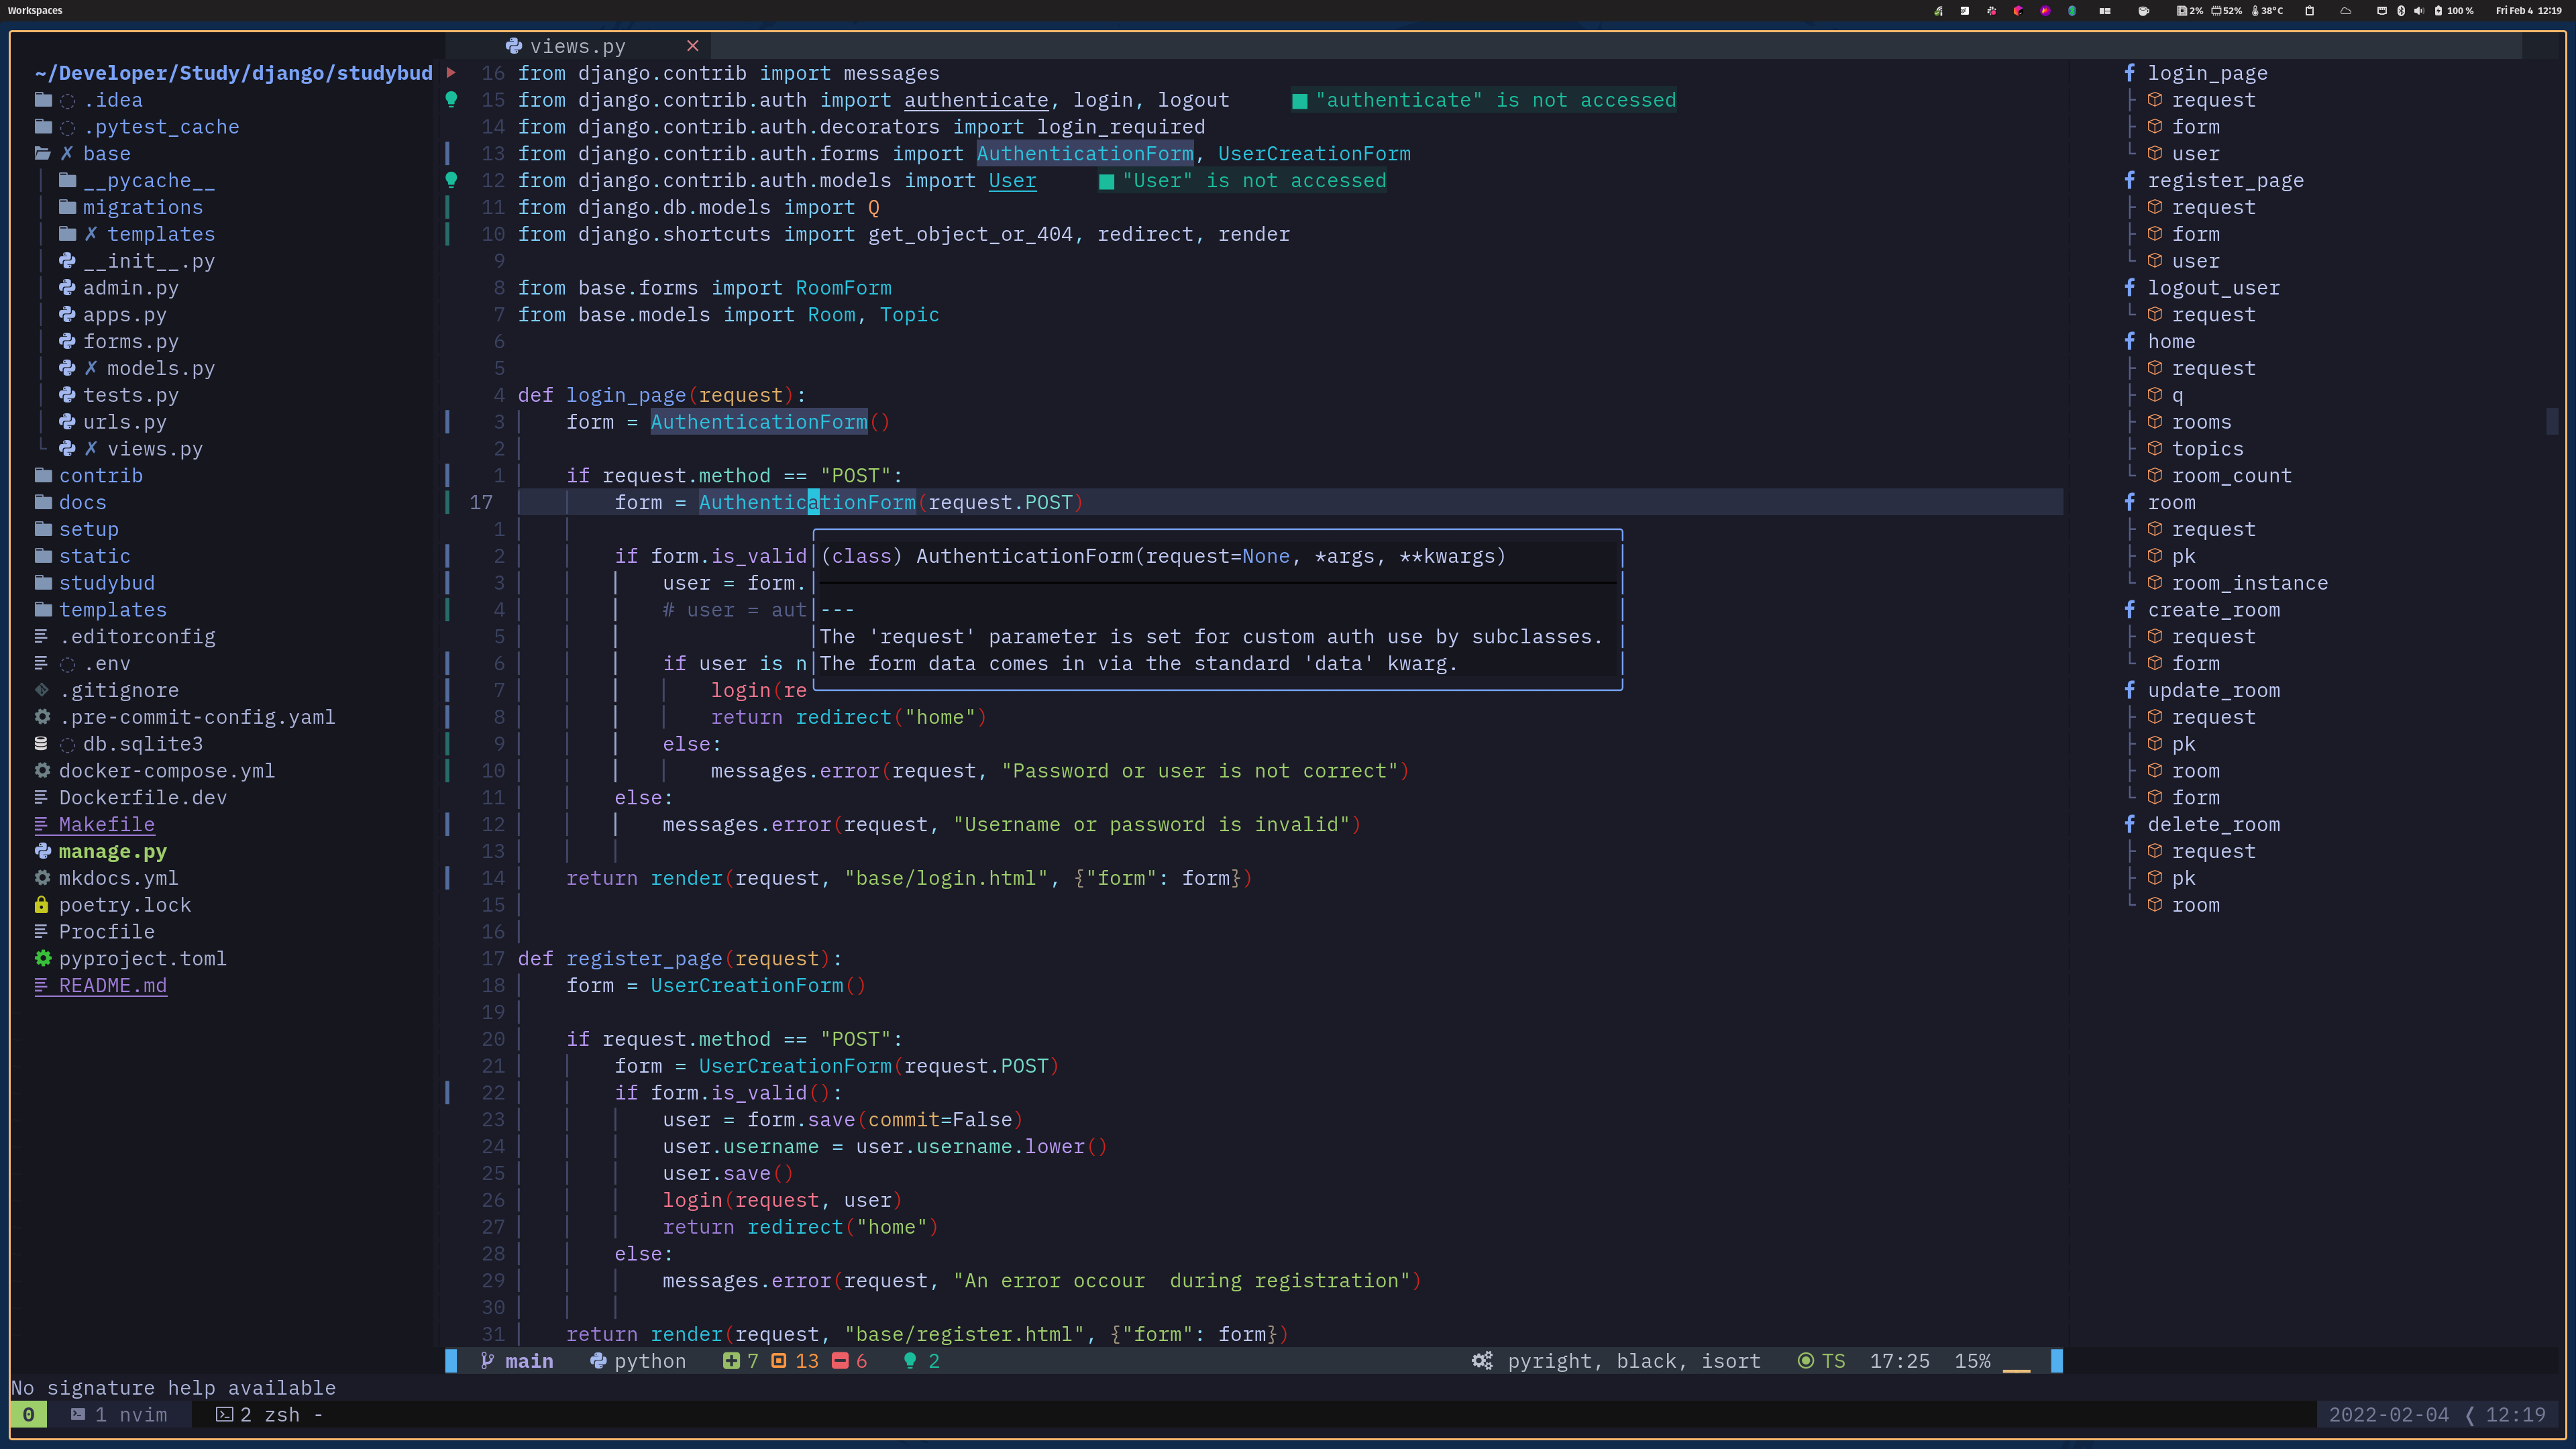 Workspaces
2% 52% 38°C 100 % Fri Feb 4 12:19
views.py
~/Developer/Study/django/studybud
.idea
.pytest_cache
base
__pycache__
migrations
templates
__init__.py
admin.py
apps.py
forms.py
models.py
tests.py
urls.py
views.py
contrib
docs
setup
static
studybud
templates
.editorconfig
.env
.gitignore
.pre-commit-config.yaml
db.sqlite3
docker-compose.yml
Dockerfile.dev
Makefile
manage.py
mkdocs.yml
poetry.lock
Procfile
pyproject.toml
README.md
16 from django.contrib import messages
15 from django.contrib.auth import authenticate, login, logout "authenticate" is not accessed
14 from django.contrib.auth.decorators import login_required
13 from django.contrib.auth.forms import AuthenticationForm, UserCreationForm
12 from django.contrib.auth.models import User "User" is not accessed
11 from django.db.models import Q
10 from django.shortcuts import get_object_or_404, redirect, render
9
8 from base.forms import RoomForm
7 from base.models import Room, Topic
6
5
4 def login_page(request):
3 form = AuthenticationForm()
2
1 if request.method == "POST":
17 form = AuthenticationForm(request.POST)
1
2 if form.is_valid
3 user = form.
4 # user = aut
5
6 if user is n
7 login(re
8 return redirect("home")
9 else:
10 messages.error(request, "Password or user is not correct")
11 else:
12 messages.error(request, "Username or password is invalid")
13
14 return render(request, "base/login.html", {"form": form})
15
16
17 def register_page(request):
18 form = UserCreationForm()
19
20 if request.method == "POST":
21 form = UserCreationForm(request.POST)
22 if form.is_valid():
23 user = form.save(commit=False)
24 user.username = user.username.lower()
25 user.save()
26 login(request, user)
27 return redirect("home")
28 else:
29 messages.error(request, "An error occour  during registration")
30
31 return render(request, "base/register.html", {"form": form})
(class) AuthenticationForm(request=None, *args, **kwargs)
---
The 'request' parameter is set for custom auth use by subclasses.
The form data comes in via the standard 'data' kwarg.
login_page
request
form
user
register_page
request
form
user
logout_user
request
home
request
q
rooms
topics
room_count
room
request
pk
room_instance
create_room
request
form
update_room
request
pk
room
form
delete_room
request
pk
room
main python 7 13 6 2 pyright, black, isort TS 17:25 15%
No signature help available
0 1 nvim 2 zsh - 2022-02-04 ⟨ 12:19